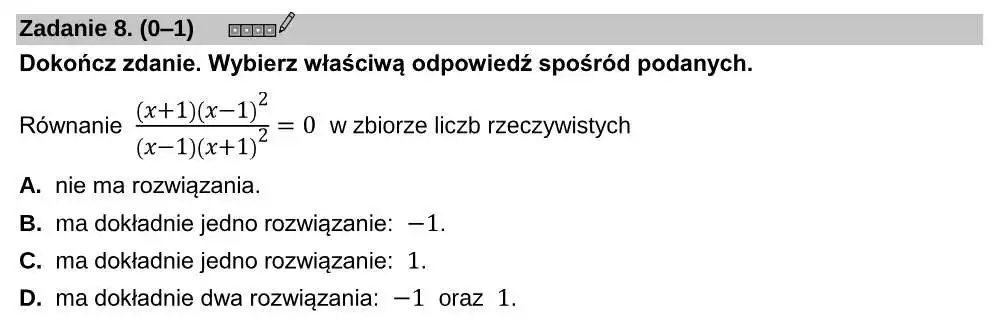 Zadanie 8. (0–1)
Dokończ zdanie. Wybierz właściwą odpowiedź spośród podanych.
Równanie (x+1)(x−1)² / (x−1)(x+1)² = 0 w zbiorze liczb rzeczywistych
A. nie ma rozwiązania.
B. ma dokładnie jedno rozwiązanie: −1.
C. ma dokładnie jedno rozwiązanie: 1.
D. ma dokładnie dwa rozwiązania: −1 oraz 1.